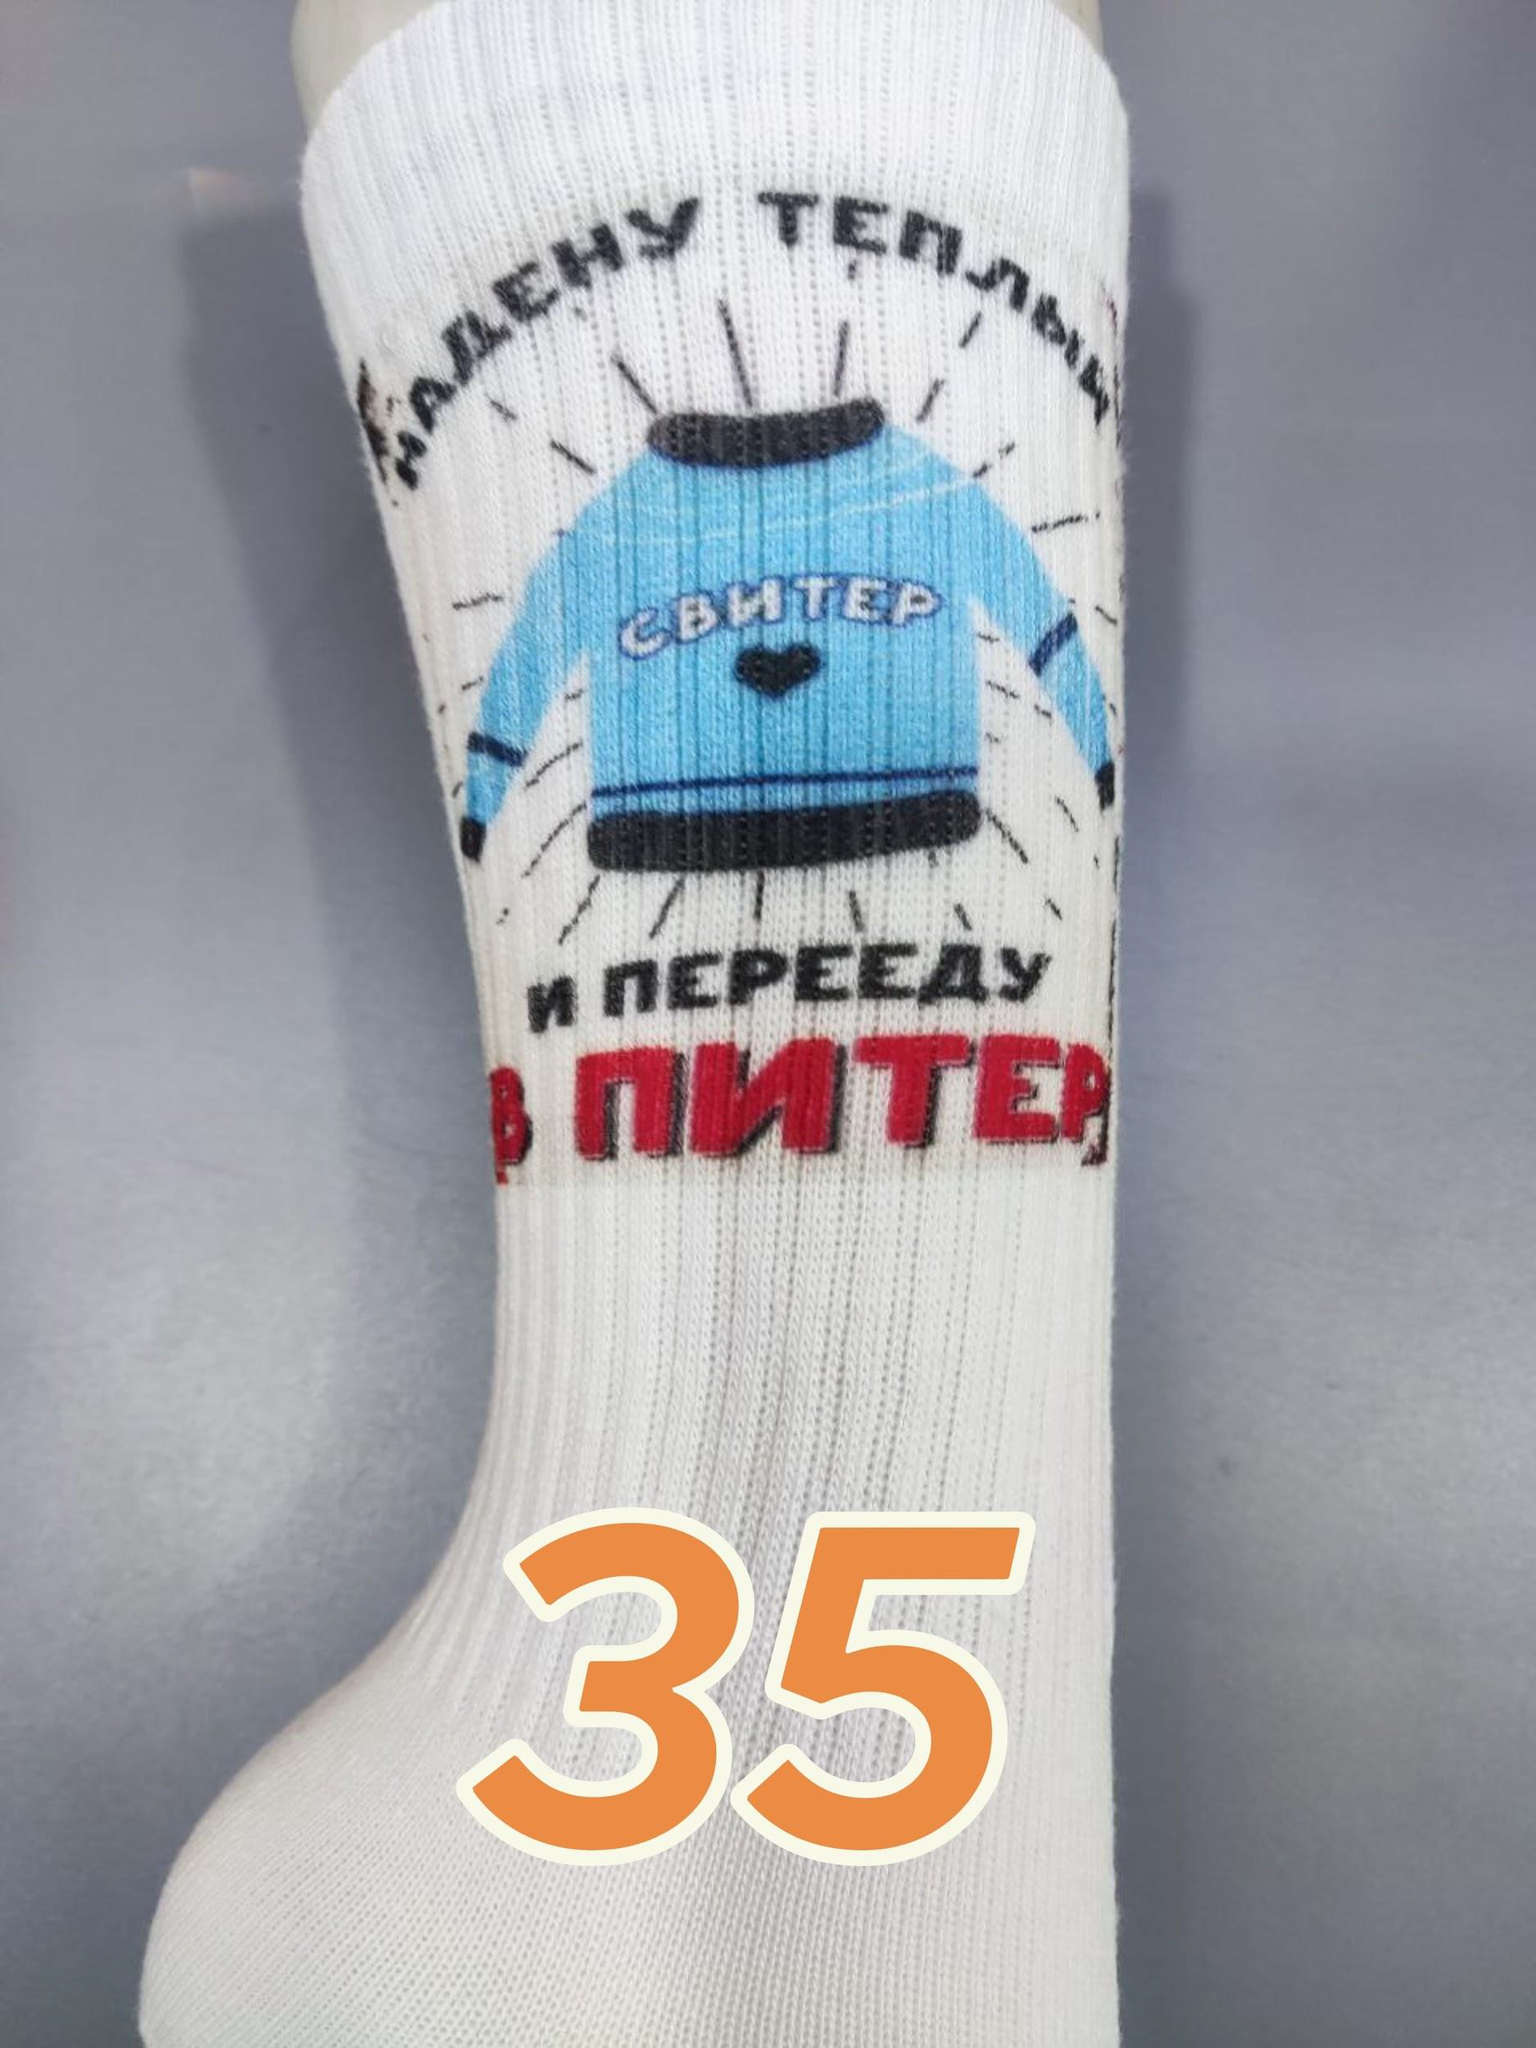 НАДЕНУ ТЕПЛЫЙ
СВИТЕР
И ПЕРЕЕДУ
В ПИТЕР
35